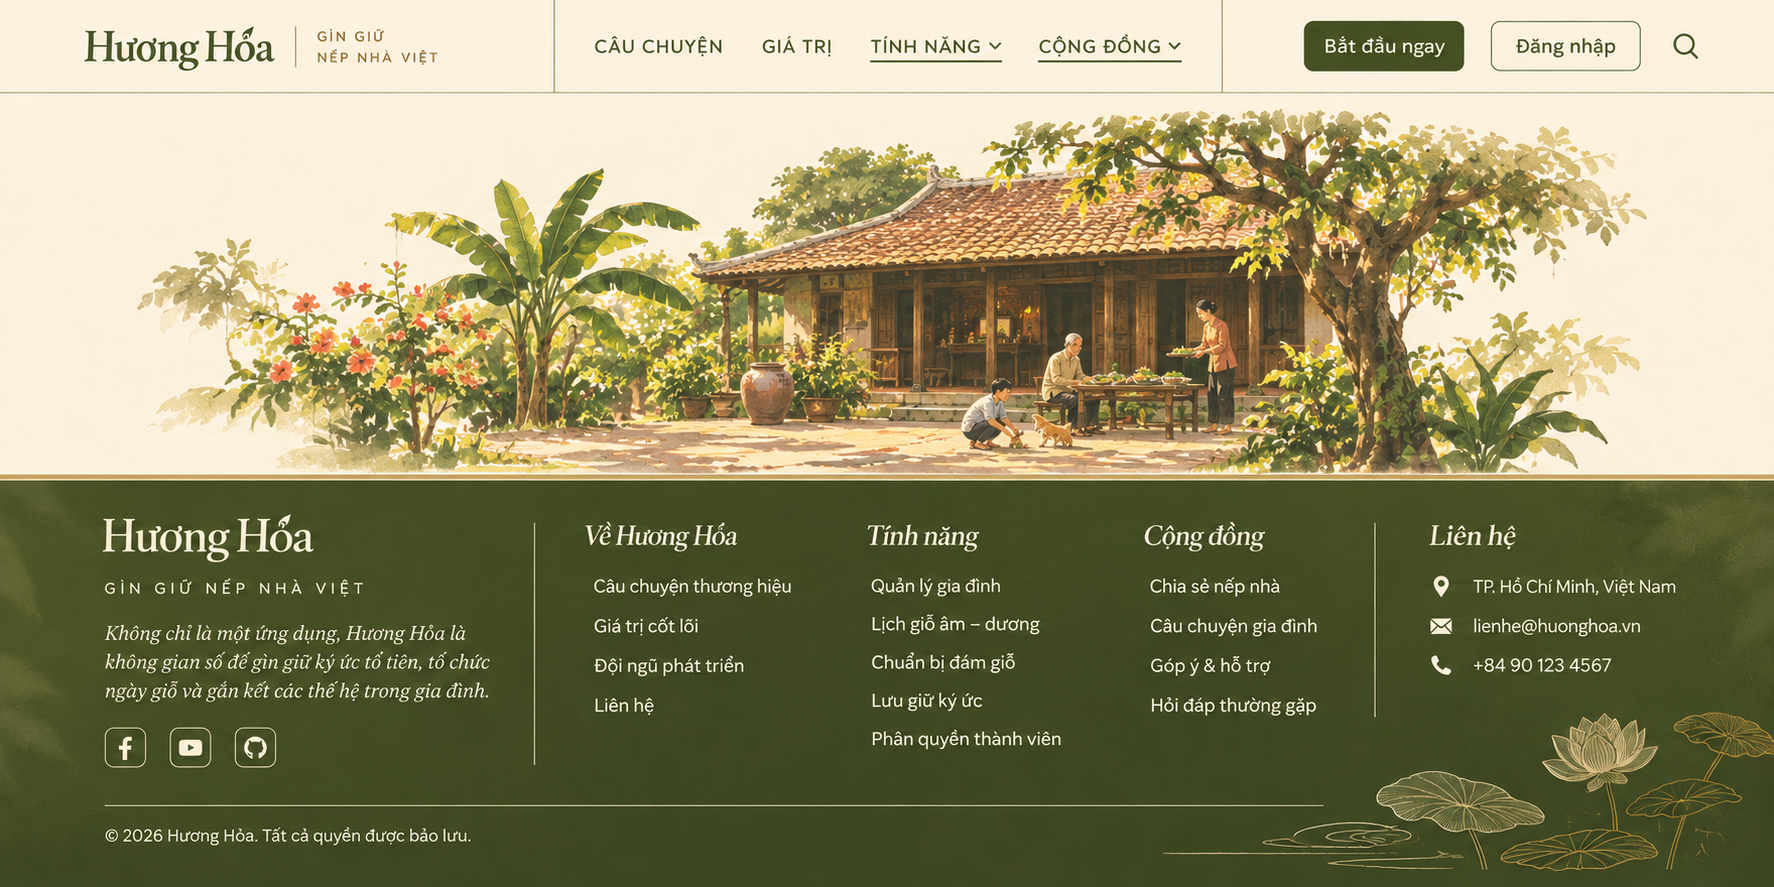 Hương Hỏa
GÌN GIỮ
NẾP NHÀ VIỆT
CÂU CHUYỆN
GIÁ TRỊ
TÍNH NĂNG
CỘNG ĐỒNG
Bắt đầu ngay
Đăng nhập
Hương Hỏa
GÌN GIỮ NẾP NHÀ VIỆT
Không chỉ là một ứng dụng, Hương Hỏa là
không gian số để gìn giữ ký ức tổ tiên, tổ chức
ngày giỗ và gắn kết các thế hệ trong gia đình.
Về Hương Hỏa
Câu chuyện thương hiệu
Giá trị cốt lõi
Đội ngũ phát triển
Liên hệ
Tính năng
Quản lý gia đình
Lịch giỗ âm – dương
Chuẩn bị đám giỗ
Lưu giữ ký ức
Phân quyền thành viên
Cộng đồng
Chia sẻ nếp nhà
Câu chuyện gia đình
Góp ý & hỗ trợ
Hỏi đáp thường gặp
Liên hệ
TP. Hồ Chí Minh, Việt Nam
lienhe@huonghoa.vn
+84 90 123 4567
© 2026 Hương Hỏa. Tất cả quyền được bảo lưu.